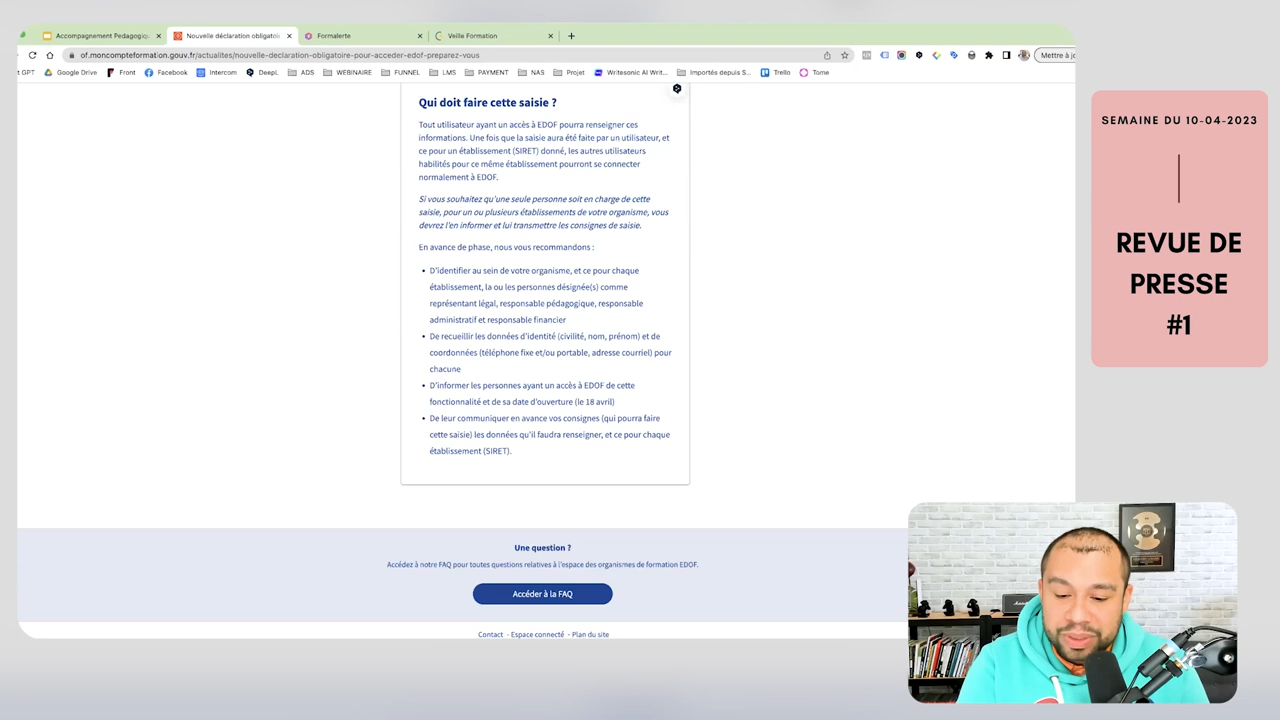 Accompagnement Pedagogiq
Nouvelle déclaration obligatoir
Formalerte
Veille Formation
of.moncompteformation.gouv.fr/actualites/nouvelle-declaration-obligatoire-pour-acceder-edof-preparez-vous
Mettre à jo
t GPT
Google Drive
Front
Facebook
Intercom
DeepL
ADS
WEBINAIRE
FUNNEL
LMS
PAYMENT
NAS
Projet
Writesonic AI Writ...
Importés depuis S...
Trello
Tome
Qui doit faire cette saisie ?
Tout utilisateur ayant un accès à EDOF pourra renseigner ces
informations. Une fois que la saisie aura été faite par un utilisateur, et
ce pour un établissement (SIRET) donné, les autres utilisateurs
habilités pour ce même établissement pourront se connecter
normalement à EDOF.
Si vous souhaitez qu'une seule personne soit en charge de cette
saisie, pour un ou plusieurs établissements de votre organisme, vous
devrez l'en informer et lui transmettre les consignes de saisie.
En avance de phase, nous vous recommandons :
• D'identifier au sein de votre organisme, et ce pour chaque
établissement, la ou les personnes désignée(s) comme
représentant légal, responsable pédagogique, responsable
administratif et responsable financier
• De recueillir les données d'identité (civilité, nom, prénom) et de
coordonnées (téléphone fixe et/ou portable, adresse courriel) pour
chacune
• D'informer les personnes ayant un accès à EDOF de cette
fonctionnalité et de sa date d'ouverture (le 18 avril)
• De leur communiquer en avance vos consignes (qui pourra faire
cette saisie) les données qu'il faudra renseigner, et ce pour chaque
établissement (SIRET).
Une question ?
Accédez à notre FAQ pour toutes questions relatives à l'espace des organismes de formation EDOF.
Accéder à la FAQ
Contact - Espace connecté - Plan du site
SEMAINE DU 10-04-2023
REVUE DE
PRESSE
#1
Marshall